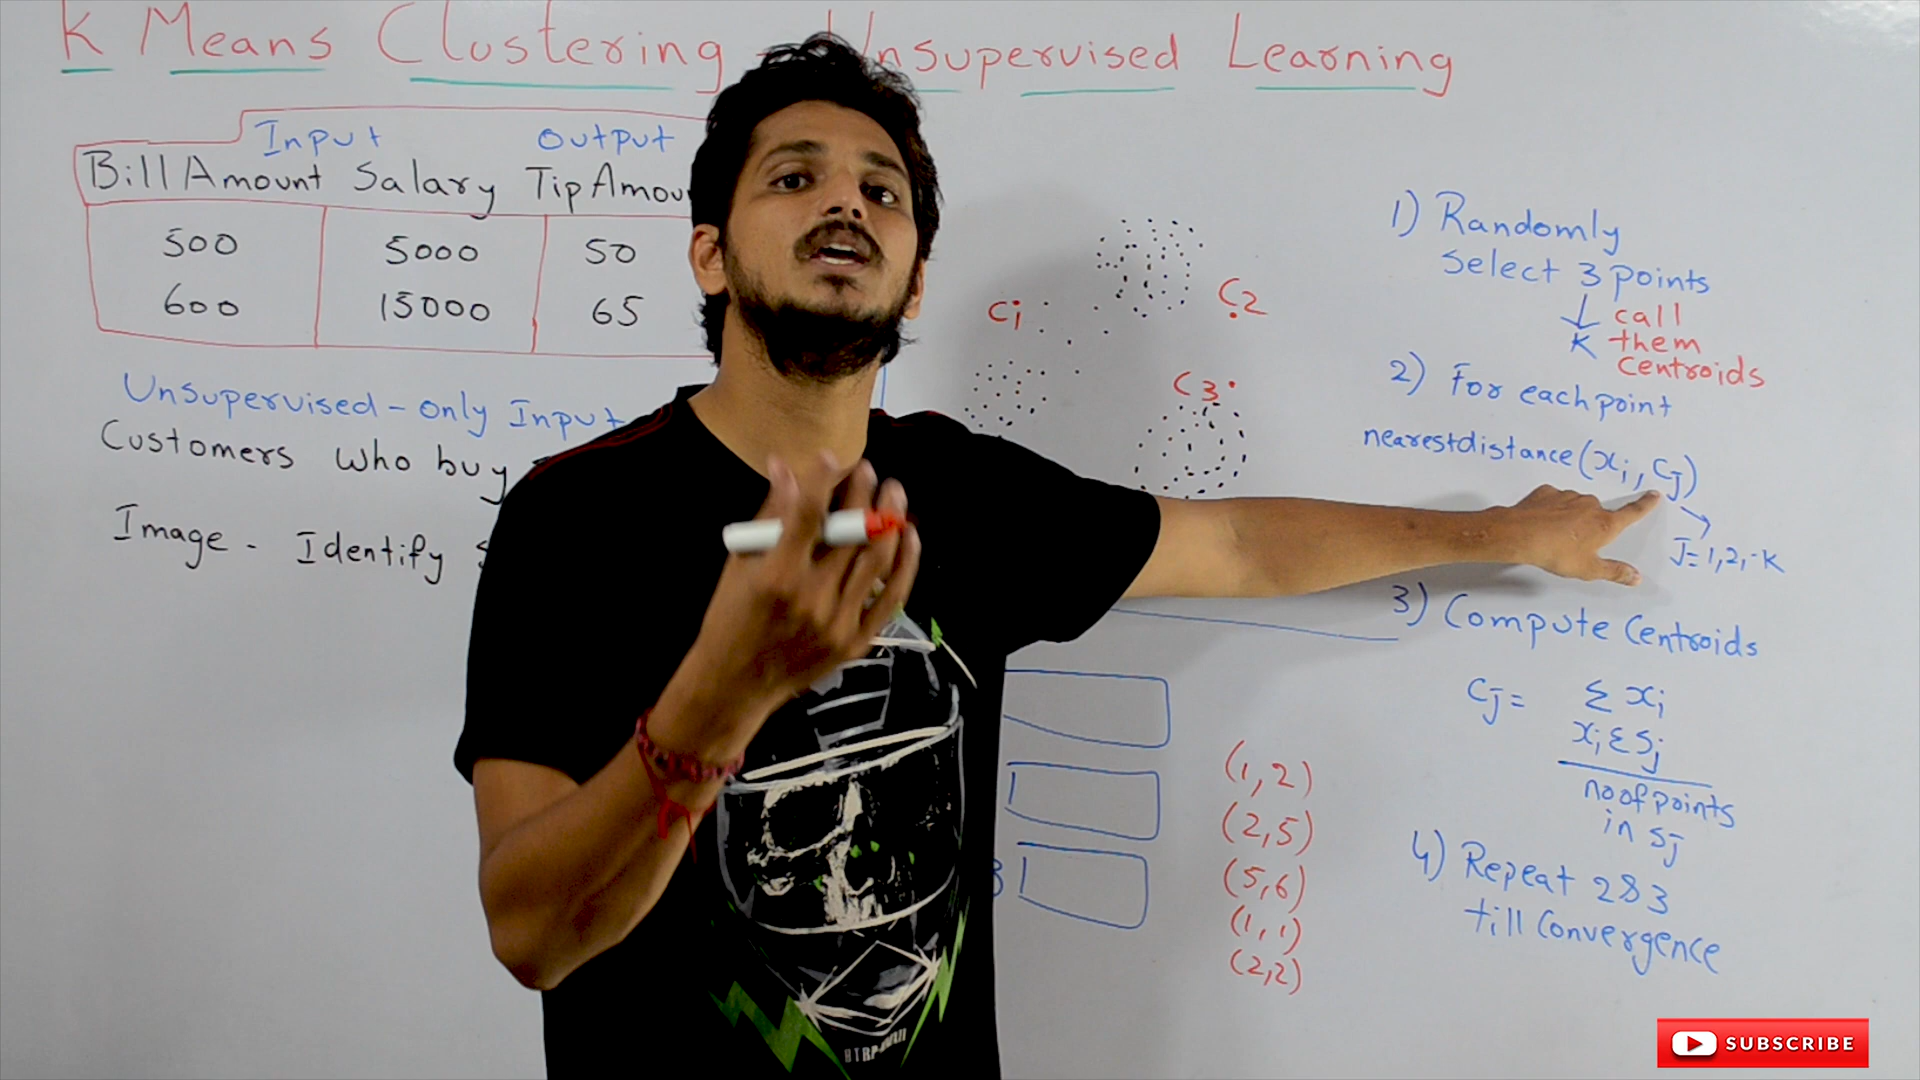 K Means Clustering - Unsupervised Learning
Input Output
Bill Amount Salary Tip Amou
500 5000 50
600 15000 65
Unsupervised - only Input
Customers who buy
Image - Identify
C1
C2
C3
1) Randomly
select 3 points
K
call
them
centroids
2) For each point
nearestdistance(xi, cj)
J=1,2,-K
3) Compute Centroids
Cj = Σ xi
xi Σ Sj
no of points
in Sj
4) Repeat 2&3
till Convergence
(1,2)
(2,5)
(5,6)
(1,1)
(2,2)
SUBSCRIBE